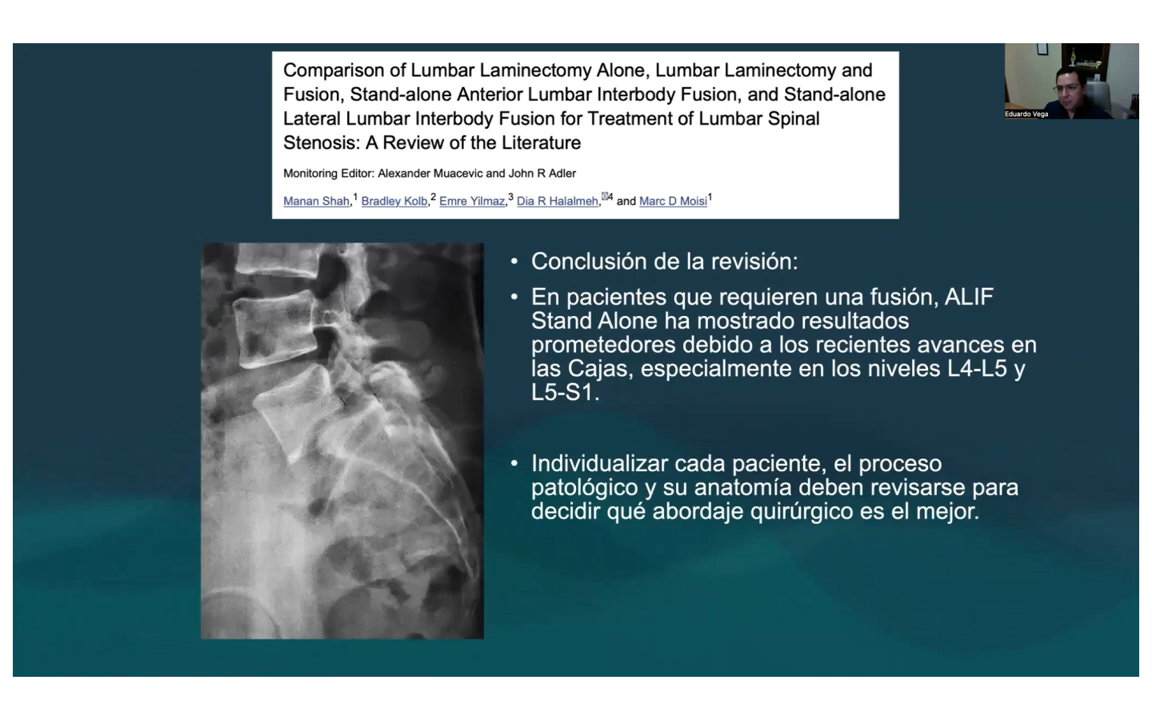 Comparison of Lumbar Laminectomy Alone, Lumbar Laminectomy and
Fusion, Stand-alone Anterior Lumbar Interbody Fusion, and Stand-alone
Lateral Lumbar Interbody Fusion for Treatment of Lumbar Spinal
Stenosis: A Review of the Literature
Monitoring Editor: Alexander Muacevic and John R Adler
Manan Shah,1 Bradley Kolb,2 Emre Yilmaz,3 Dia R Halalmeh,4 and Marc D Moisi1
Eduardo Vega
• Conclusión de la revisión:
• En pacientes que requieren una fusión, ALIF
Stand Alone ha mostrado resultados
prometedores debido a los recientes avances en
las Cajas, especialmente en los niveles L4-L5 y
L5-S1.
• Individualizar cada paciente, el proceso
patológico y su anatomía deben revisarse para
decidir qué abordaje quirúrgico es el mejor.